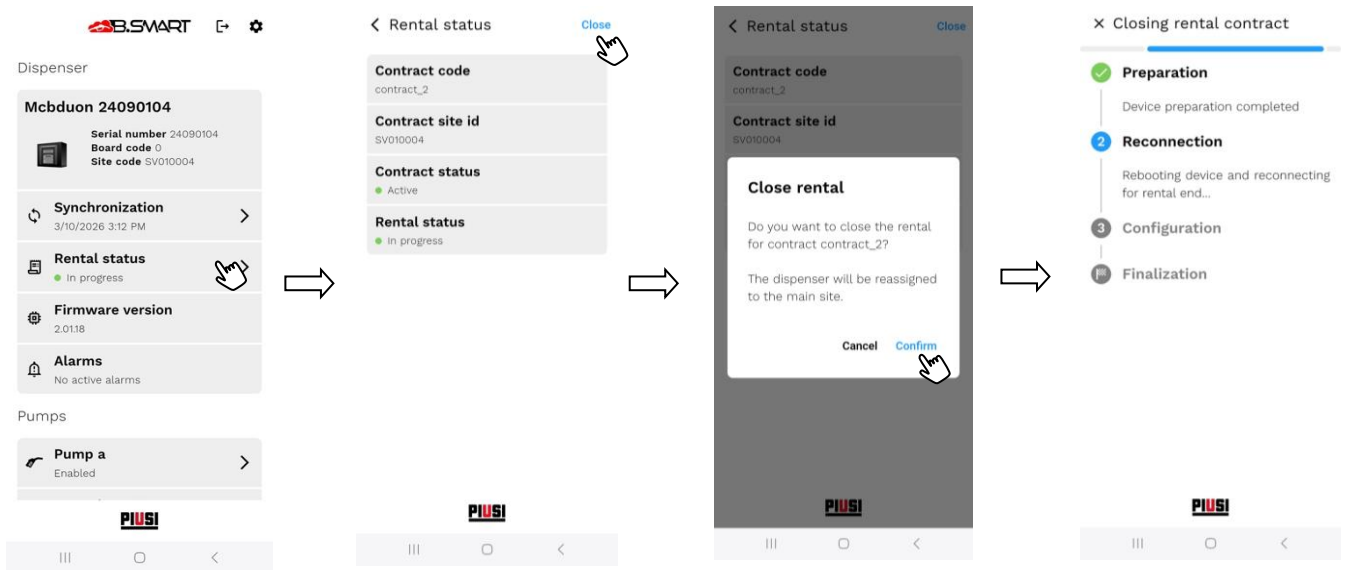 B.SMART
Dispenser
Mcbduon 24090104
Serial number 24090104
Board code 0
Site code SV010004
Synchronization
3/10/2026 3:12 PM
Rental status
In progress
Firmware version
2.01.18
Alarms
No active alarms
Pumps
Pump a
Enabled
PIUSI
Rental status
Close
Contract code
contract_2
Contract site id
SV010004
Contract status
Active
Rental status
In progress
PIUSI
Rental status
Close
Contract code
contract_2
Contract site id
SV010004
Close rental
Do you want to close the rental
for contract contract_2?
The dispenser will be reassigned
to the main site.
Cancel
Confirm
PIUSI
Closing rental contract
Preparation
Device preparation completed
2
Reconnection
Rebooting device and reconnecting
for rental end...
3
Configuration
Finalization
PIUSI